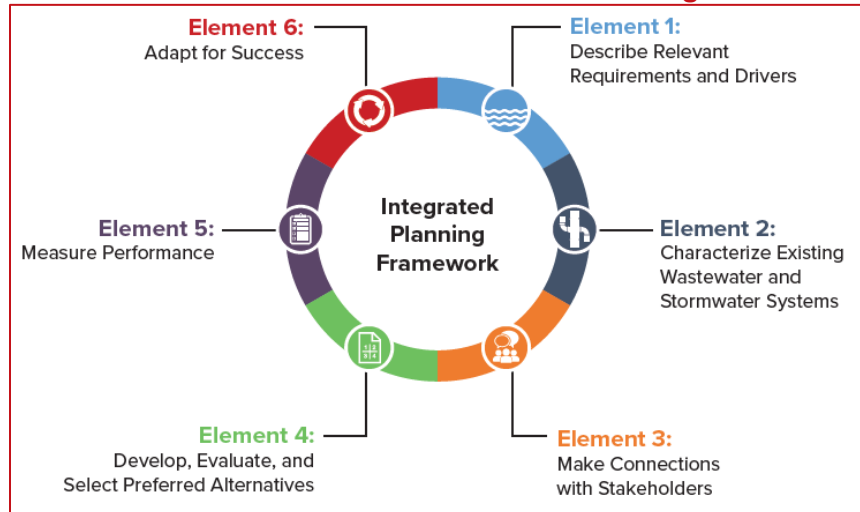 Element 6:
Adapt for Success
Element 1:
Describe Relevant
Requirements and Drivers
Integrated
Planning
Framework
Element 5:
Measure Performance
Element 2:
Characterize Existing
Wastewater and
Stormwater Systems
Element 4:
Develop, Evaluate, and
Select Preferred Alternatives
Element 3:
Make Connections
with Stakeholders